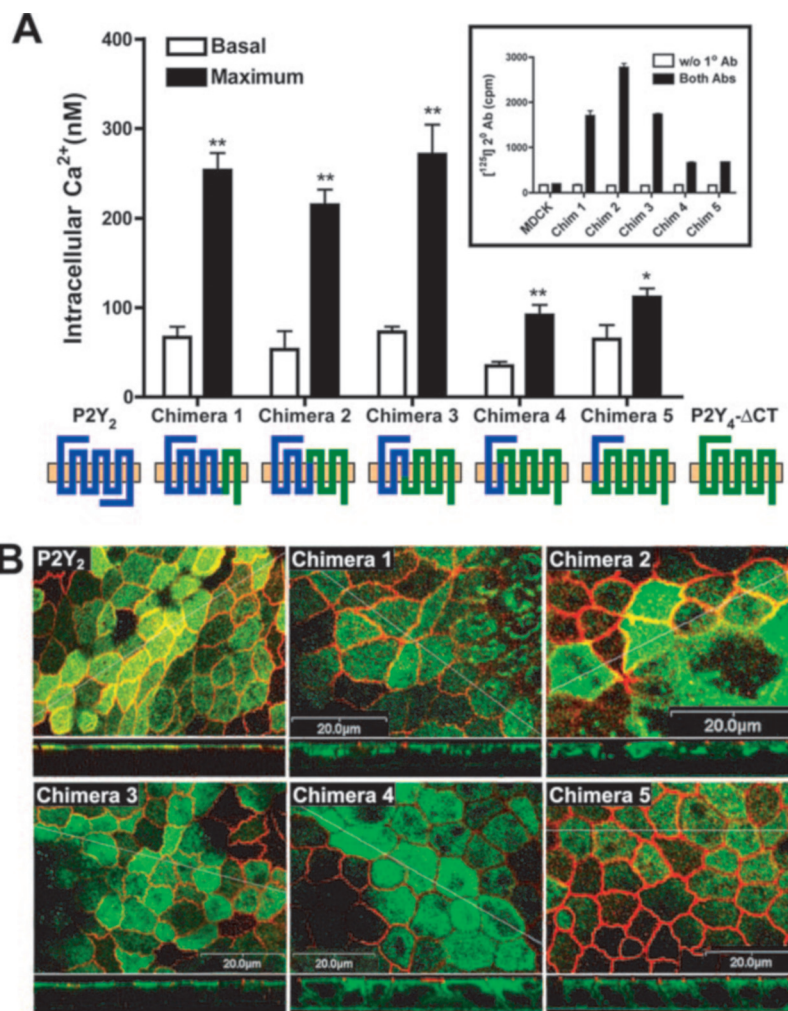 A
400
300
200
100
0
Intracellular Ca²⁺(nM)
Basal
Maximum
** ** ** ** *
3000
2000
1000
0
[¹²⁵I] 2⁰ Ab (cpm)
w/o 1° Ab
Both Abs
MDCK Chim 1 Chim 2 Chim 3 Chim 4 Chim 5
P2Y₂ Chimera 1 Chimera 2 Chimera 3 Chimera 4 Chimera 5 P2Y₄-ΔCT
B
P2Y₂ Chimera 1 Chimera 2
20.0µm 20.0µm
Chimera 3 Chimera 4 Chimera 5
20.0µm 20.0µm 20.0µm